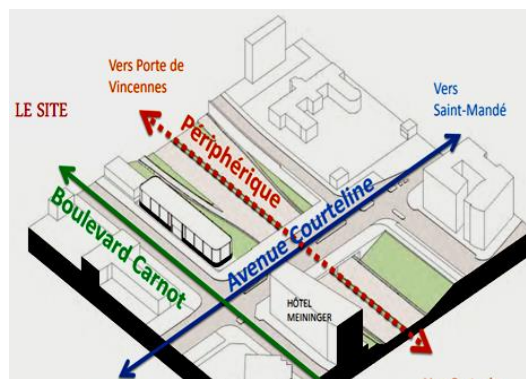 Vers Porte de
Vincennes
Vers
Saint-Mandé
LE SITE
Périphérique
Boulevard Carnot
Avenue Courteline
HÔTEL
MEININGER